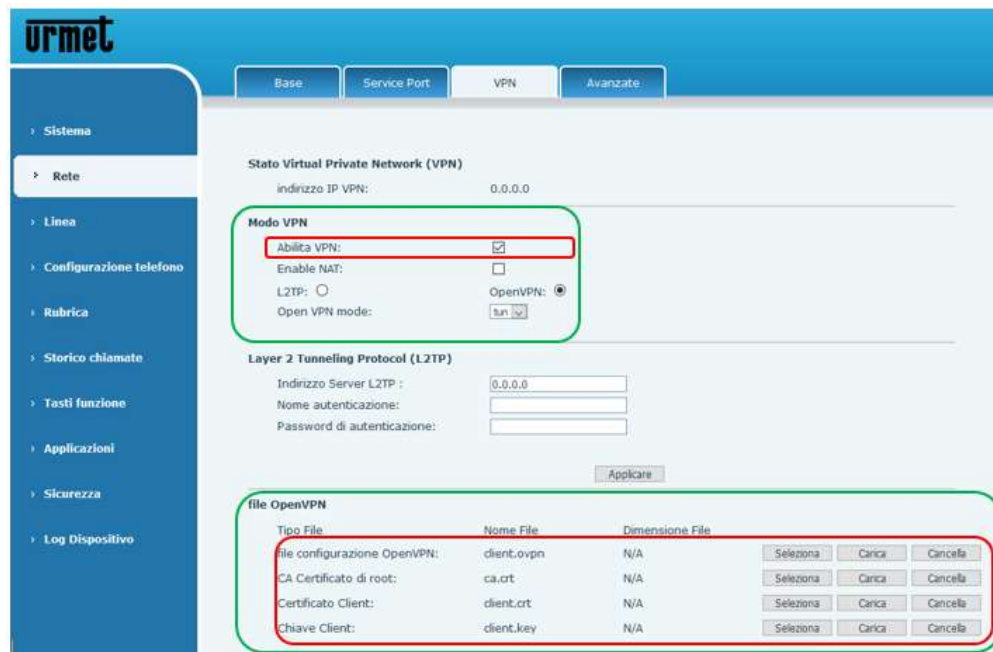 urmet
Base Service Port VPN Avanzate
Sistema
Rete
Linea
Configurazione telefono
Rubrica
Storico chiamate
Tasti funzione
Applicazioni
Sicurezza
Log Dispositivo
Stato Virtual Private Network (VPN)
indirizzo IP VPN: 0.0.0.0
Modo VPN
Abilita VPN:
Enable NAT:
L2TP: OpenVPN:
Open VPN mode: tun
Layer 2 Tunneling Protocol (L2TP)
Indirizzo Server L2TP : 0.0.0.0
Nome autenticazione:
Password di autenticazione:
Applicare
file OpenVPN
Tipo File Nome File Dimensione File
file configurazione OpenVPN: client.ovpn N/A Seleziona Carica Cancella
CA Certificato di root: ca.crt N/A Seleziona Carica Cancella
Certificato Client: client.crt N/A Seleziona Carica Cancella
Chiave Client: client.key N/A Seleziona Carica Cancella